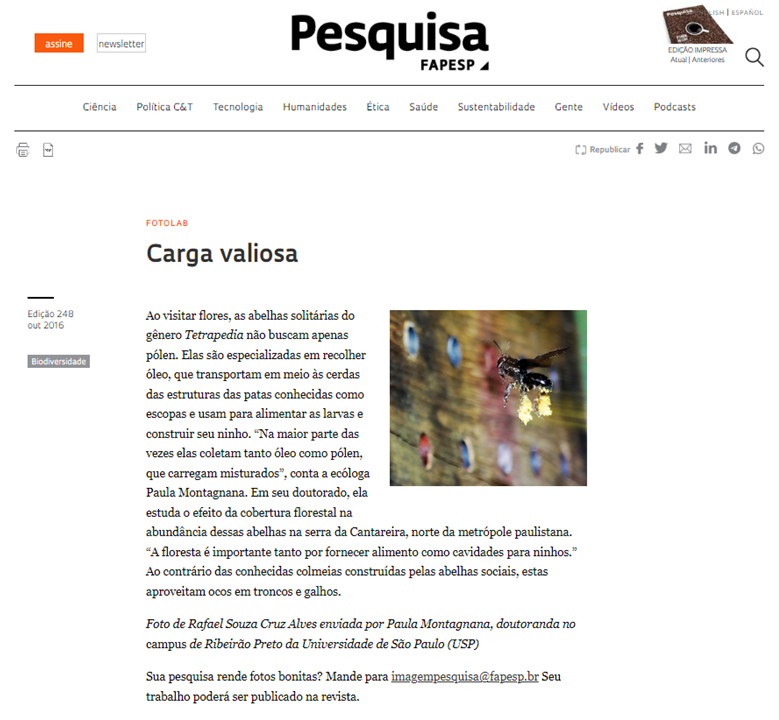 assine
newsletter
Pesquisa
FAPESP
Pesquisa
| ESPAÑOL
EDIÇÃO IMPRESSA
Atual | Anteriores
Ciência Política C&T Tecnologia Humanidades Ética Saúde Sustentabilidade Gente Vídeos Podcasts
Republicar
FOTOLAB
Carga valiosa
Edição 248
out 2016
Biodiversidade
Ao visitar flores, as abelhas solitárias do
gênero Tetrapedia não buscam apenas
pólen. Elas são especializadas em recolher
óleo, que transportam em meio às cerdas
das estruturas das patas conhecidas como
escopas e usam para alimentar as larvas e
construir seu ninho. “Na maior parte das
vezes elas coletam tanto óleo como pólen,
que carregam misturados”, conta a ecóloga
Paula Montagnana. Em seu doutorado, ela
estuda o efeito da cobertura florestal na
abundância dessas abelhas na serra da Cantareira, norte da metrópole paulistana.
“A floresta é importante tanto por fornecer alimento como cavidades para ninhos.”
Ao contrário das conhecidas colmeias construídas pelas abelhas sociais, estas
aproveitam ocos em troncos e galhos.
Foto de Rafael Souza Cruz Alves enviada por Paula Montagnana, doutoranda no
campus de Ribeirão Preto da Universidade de São Paulo (USP)
Sua pesquisa rende fotos bonitas? Mande para imagempesquisa@fapesp.br Seu
trabalho poderá ser publicado na revista.